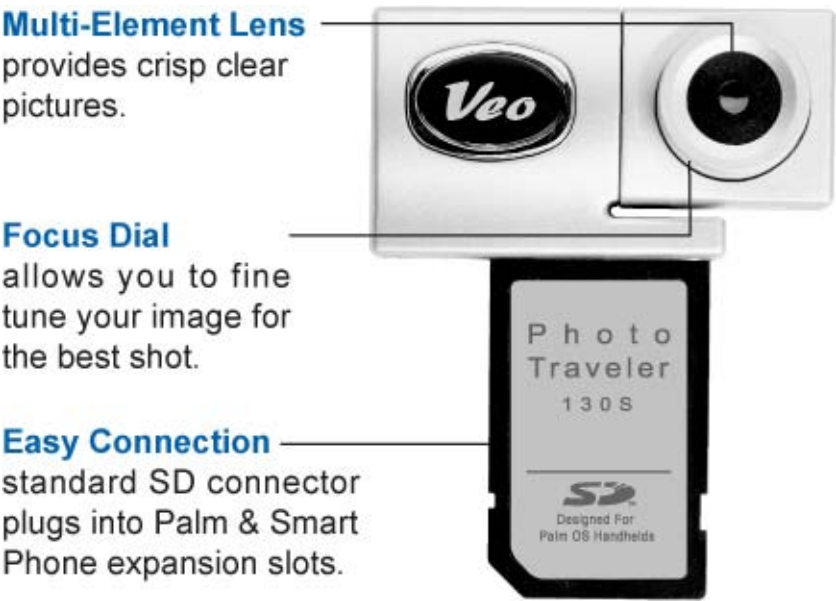 Multi-Element Lens
provides crisp clear
pictures.
Veo
Focus Dial
allows you to fine
tune your image for
the best shot.
Photo
Traveler
130S
Easy Connection
standard SD connector
plugs into Palm & Smart
Phone expansion slots.
SD
Designed For
Palm OS Handhelds